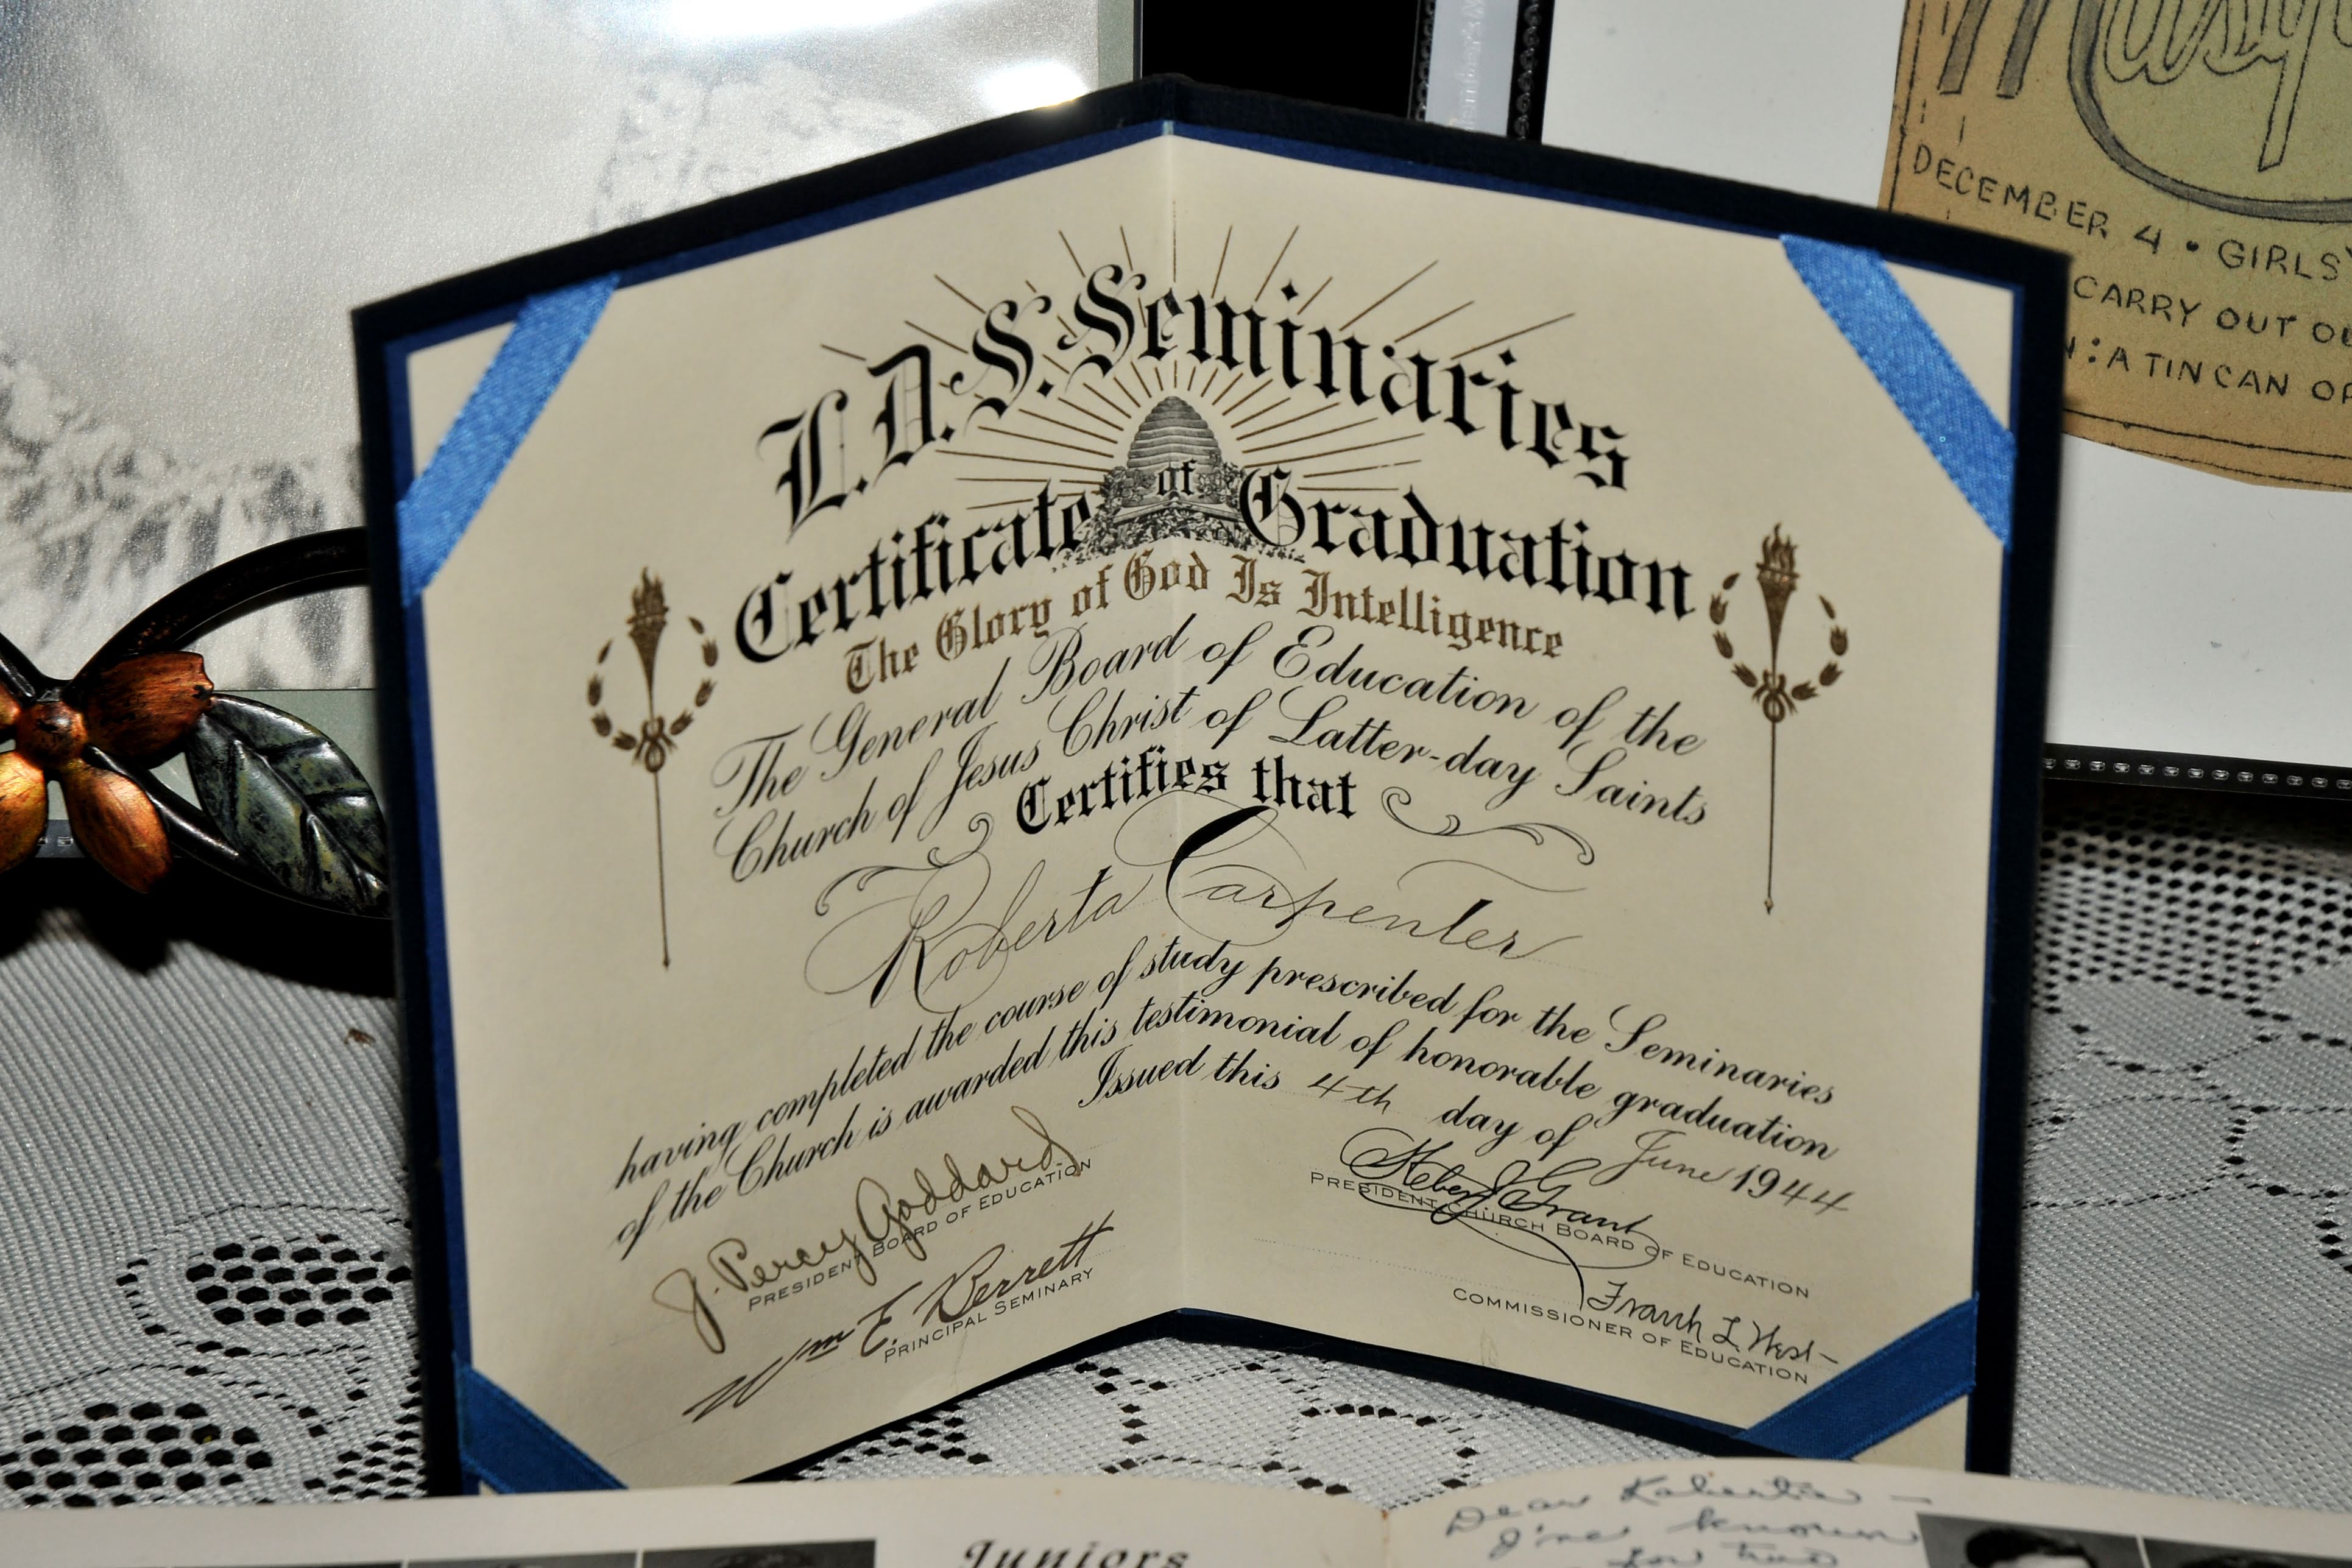 DECEMBER 4 • GIRLS'
CARRY OUT
: A TIN CAN
L.D.S. Seminaries
Certificate of Graduation
The Glory of God Is Intelligence
The General Board of Education of the
Church of Jesus Christ of Latter-day Saints
Certifies that
Roberta Carpenter
having completed the course of study prescribed for the Seminaries
of the Church is awarded this testimonial of honorable graduation
Issued this 4th day of June 1944
J. Percy Goddard
PRESIDENT BOARD OF EDUCATION
Wm E. Berrett
PRINCIPAL SEMINARY
Heber J Grant
PRESIDENT CHURCH BOARD OF EDUCATION
Frank L West
COMMISSIONER OF EDUCATION
Juniors
Dear
I've known